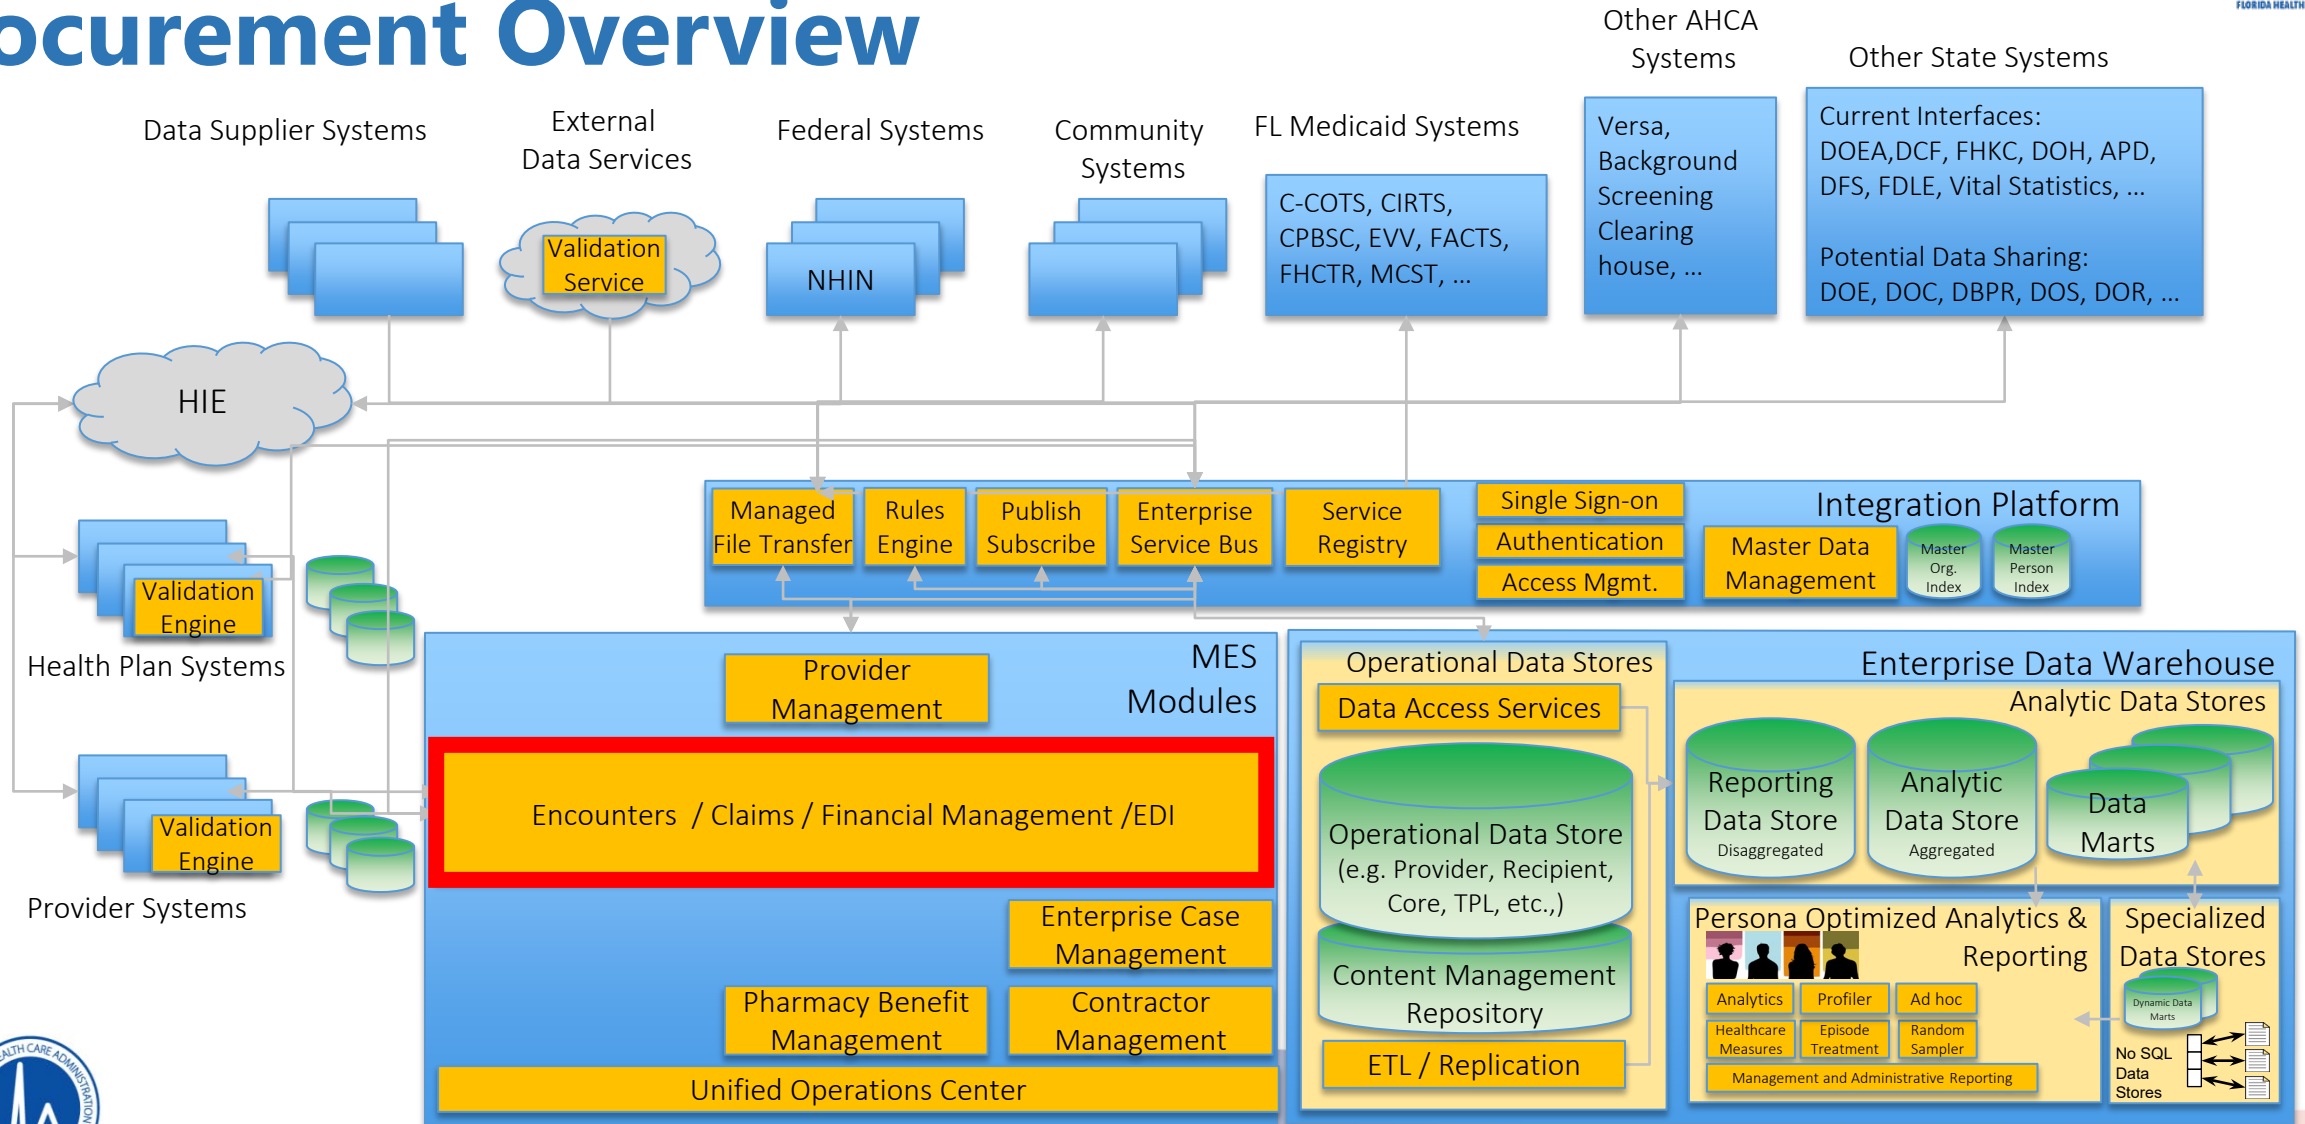 ocurement Overview
FLORIDA HEALTH
Other AHCA
Systems
Other State Systems
Data Supplier Systems
External
Data Services
Federal Systems
Community
Systems
FL Medicaid Systems
Validation
Service
NHIN
C-COTS, CIRTS,
CPBSC, EVV, FACTS,
FHCTR, MCST, ...
Versa,
Background
Screening
Clearing
house, ...
Current Interfaces:
DOEA,DCF, FHKC, DOH, APD,
DFS, FDLE, Vital Statistics, ...
Potential Data Sharing:
DOE, DOC, DBPR, DOS, DOR, ...
HIE
Managed
File Transfer
Rules
Engine
Publish
Subscribe
Enterprise
Service Bus
Service
Registry
Single Sign-on
Authentication
Access Mgmt.
Integration Platform
Master Data
Management
Master
Org.
Index
Master
Person
Index
Validation
Engine
Health Plan Systems
Validation
Engine
Provider Systems
MES
Modules
Provider
Management
Encounters / Claims / Financial Management /EDI
Enterprise Case
Management
Pharmacy Benefit
Management
Contractor
Management
Unified Operations Center
Operational Data Stores
Data Access Services
Operational Data Store
(e.g. Provider, Recipient,
Core, TPL, etc.,)
Content Management
Repository
ETL / Replication
Enterprise Data Warehouse
Analytic Data Stores
Reporting
Data Store
Disaggregated
Analytic
Data Store
Aggregated
Data
Marts
Persona Optimized Analytics &
Reporting
Analytics
Profiler
Ad hoc
Healthcare
Measures
Episode
Treatment
Random
Sampler
Management and Administrative Reporting
Specialized
Data Stores
Dynamic Data
Marts
No SQL
Data
Stores
EALTH CARE ADMINISTRATION